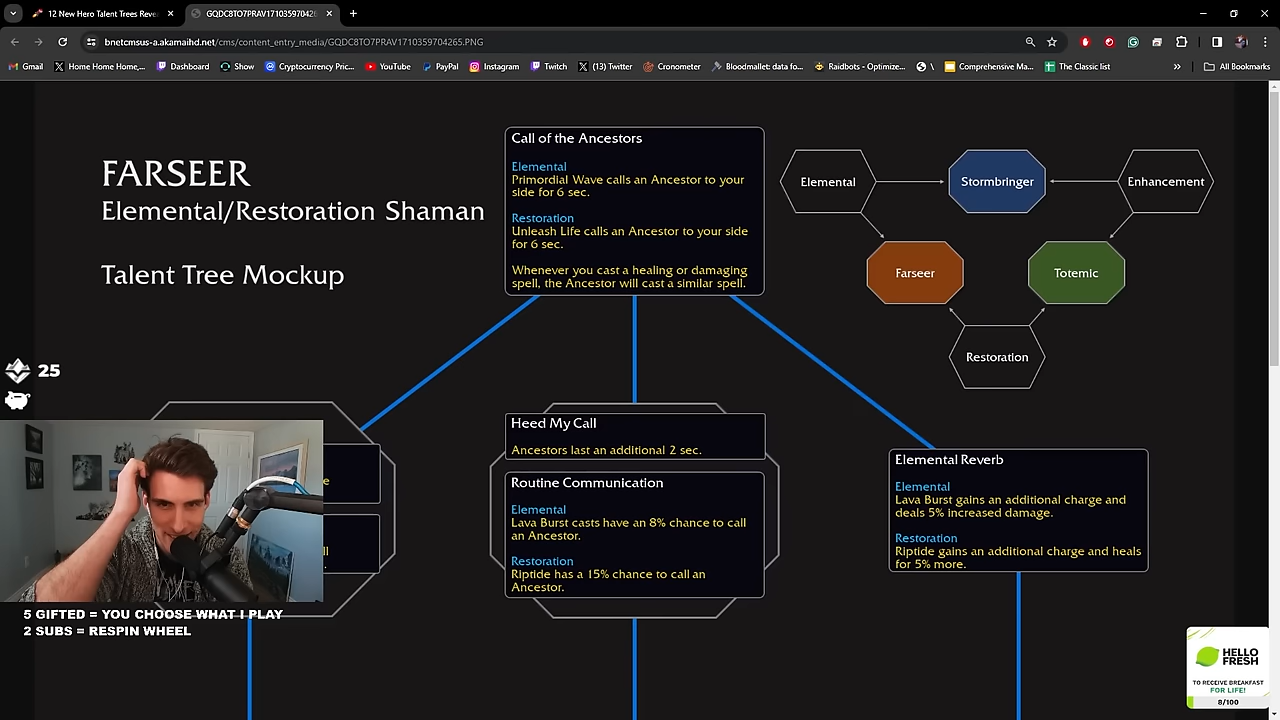 12 New Hero Talent Trees Reve
GQDC8TO7PRAV1710359704265
bnetcmsus-a.akamaihd.net/cms/content_entry_media/GQDC8TO7PRAV1710359704265.PNG
Gmail
Home Home Home,...
Dashboard
Show
Cryptocurrency Pric...
YouTube
PayPal
Instagram
Twitch
(13) Twitter
Cronometer
Bloodmallet: data fo...
Raidbots - Optimize...
\
Comprehensive Ma...
The Classic list
»
All Bookmarks
FARSEER
Elemental/Restoration Shaman
Talent Tree Mockup
Call of the Ancestors
Elemental
Primordial Wave calls an Ancestor to your
side for 6 sec.
Restoration
Unleash Life calls an Ancestor to your side
for 6 sec.
Whenever you cast a healing or damaging
spell, the Ancestor will cast a similar spell.
Elemental
Stormbringer
Enhancement
Farseer
Totemic
Restoration
25
Heed My Call
Ancestors last an additional 2 sec.
Routine Communication
Elemental
Lava Burst casts have an 8% chance to call
an Ancestor.
Restoration
Riptide has a 15% chance to call an
Ancestor.
Elemental Reverb
Elemental
Lava Burst gains an additional charge and
deals 5% increased damage.
Restoration
Riptide gains an additional charge and heals
for 5% more.
5 GIFTED = YOU CHOOSE WHAT I PLAY
2 SUBS = RESPIN WHEEL
HELLO
FRESH
TO RECEIVE BREAKFAST
FOR LIFE!
8/100